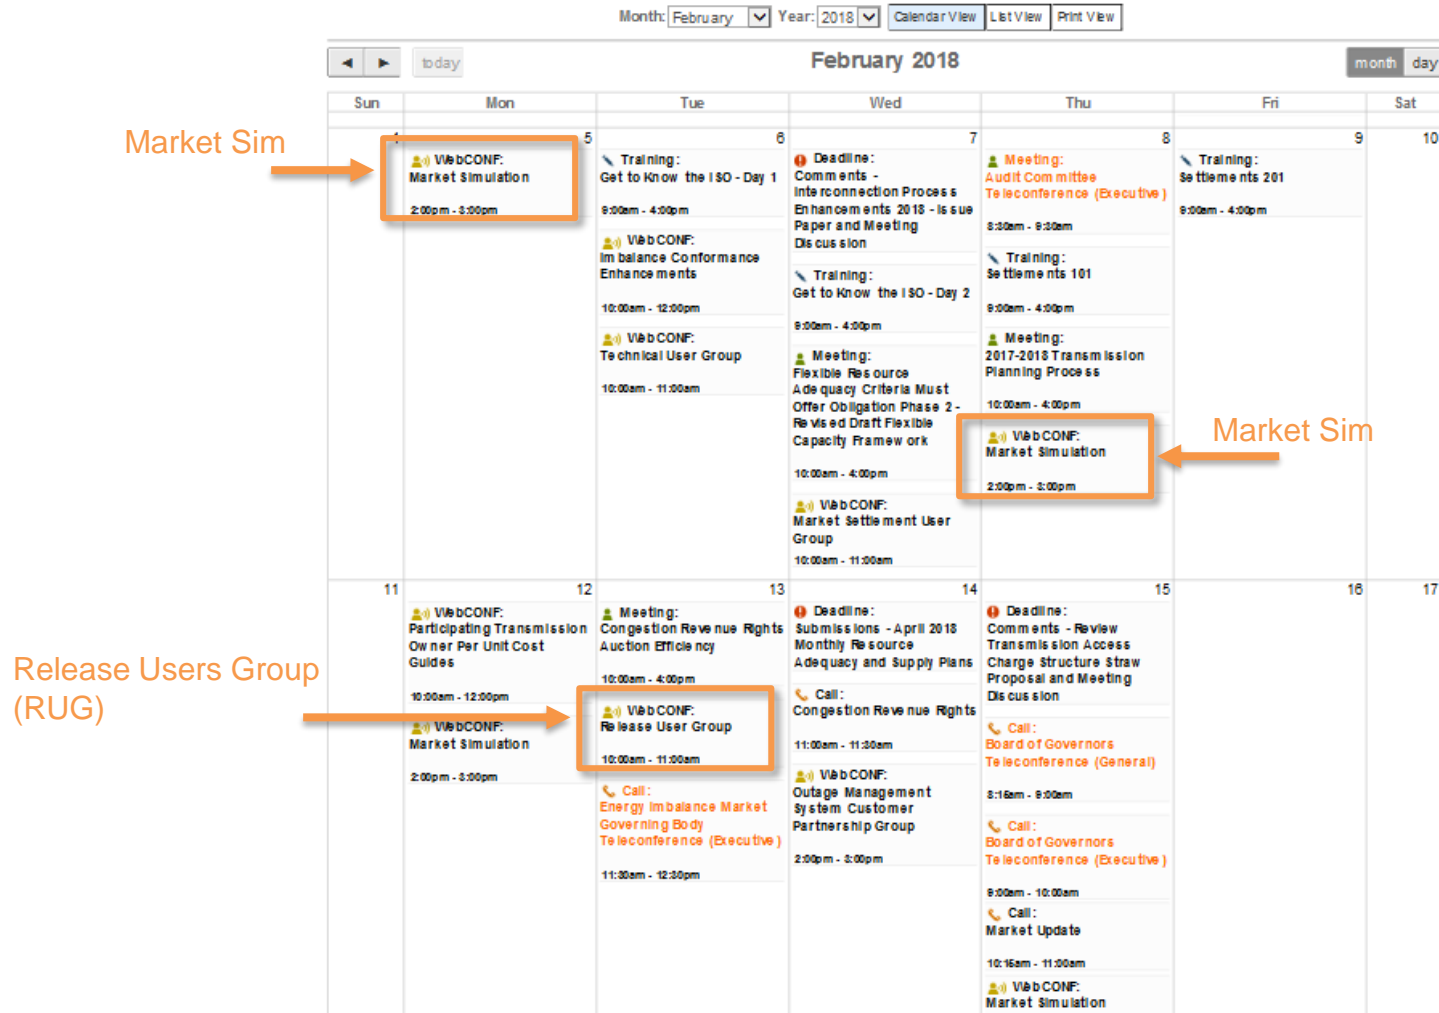 Month: February Year: 2018 Calendar View List View Print View
today
February 2018
month day
Sun Mon Tue Wed Thu Fri Sat
Market Sim
4
WebCONF:
Market Simulation
2:00pm - 3:00pm
5
Training:
Get to Know the ISO - Day 1
9:00am - 4:00pm
WebCONF:
Imbalance Conformance
Enhancements
10:00am - 12:00pm
WebCONF:
Technical User Group
10:00am - 11:00am
6
Deadline:
Comments -
Interconnection Process
Enhancements 2018 - Issue
Paper and Meeting
Discussion
Training:
Get to Know the ISO - Day 2
9:00am - 4:00pm
Meeting:
Flexible Resource
Adequacy Criteria Must
Offer Obligation Phase 2 -
Revised Draft Flexible
Capacity Framework
10:00am - 4:00pm
WebCONF:
Market Settlement User
Group
10:00am - 11:00am
7
Meeting:
Audit Committee
Teleconference (Executive)
8:30am - 9:30am
Training:
Settlements 101
9:00am - 4:00pm
Meeting:
2017-2018 Transmission
Planning Process
10:00am - 4:00pm
WebCONF:
Market Simulation
2:00pm - 3:00pm
8
Training:
Settlements 201
9:00am - 4:00pm
9
10
Market Sim
11
Release Users Group
(RUG)
WebCONF:
Participating Transmission
Owner Per Unit Cost
Guides
10:00am - 12:00pm
WebCONF:
Market Simulation
2:00pm - 3:00pm
12
Meeting:
Congestion Revenue Rights
Auction Efficiency
10:00am - 4:00pm
WebCONF:
Release User Group
10:00am - 11:00am
Call:
Energy Imbalance Market
Governing Body
Teleconference (Executive)
11:30am - 12:30pm
13
Deadline:
Submissions - April 2018
Monthly Resource
Adequacy and Supply Plans
Call:
Congestion Revenue Rights
11:00am - 11:30am
WebCONF:
Outage Management
System Customer
Partnership Group
2:00pm - 3:00pm
14
Deadline:
Comments - Review
Transmission Access
Charge Structure Straw
Proposal and Meeting
Discussion
Call:
Board of Governors
Teleconference (General)
8:15am - 9:00am
Call:
Board of Governors
Teleconference (Executive)
9:00am - 10:00am
Call:
Market Update
10:15am - 11:00am
WebCONF:
Market Simulation
15
16
17